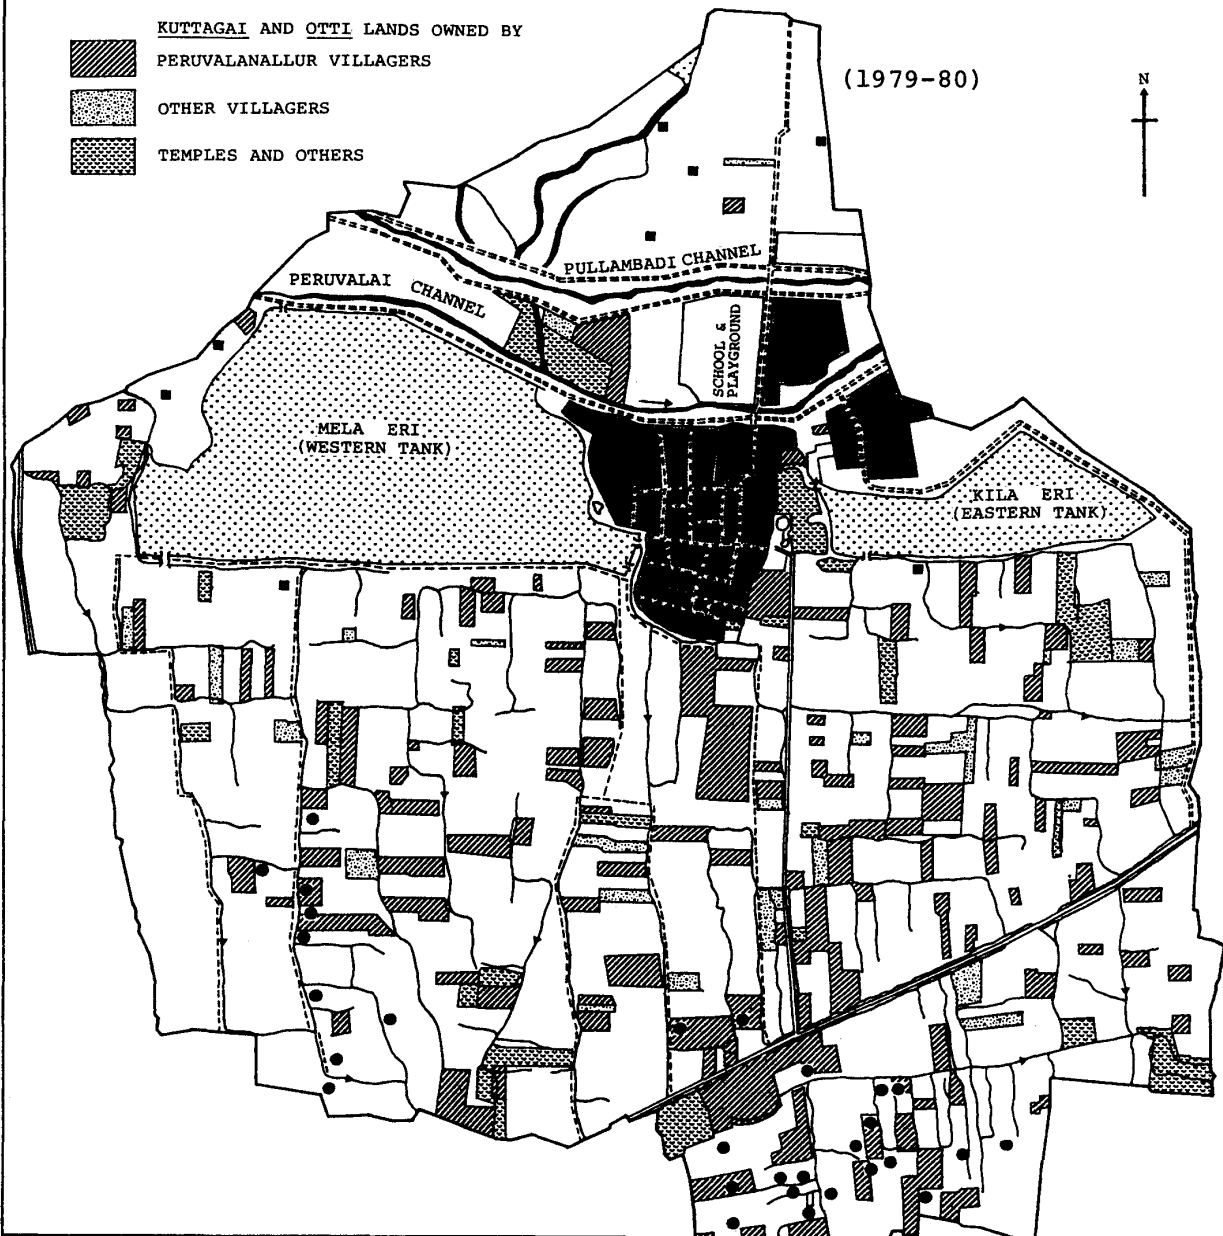 KUTTAGAI AND OTTI LANDS OWNED BY
PERUVALANALLUR VILLAGERS
OTHER VILLAGERS
TEMPLES AND OTHERS
(1979-80)
N
PULLAMBADI CHANNEL
PERUVALAI CHANNEL
SCHOOL &
PLAYGROUND
MELA ERI
(WESTERN TANK)
KILA ERI
(EASTERN TANK)